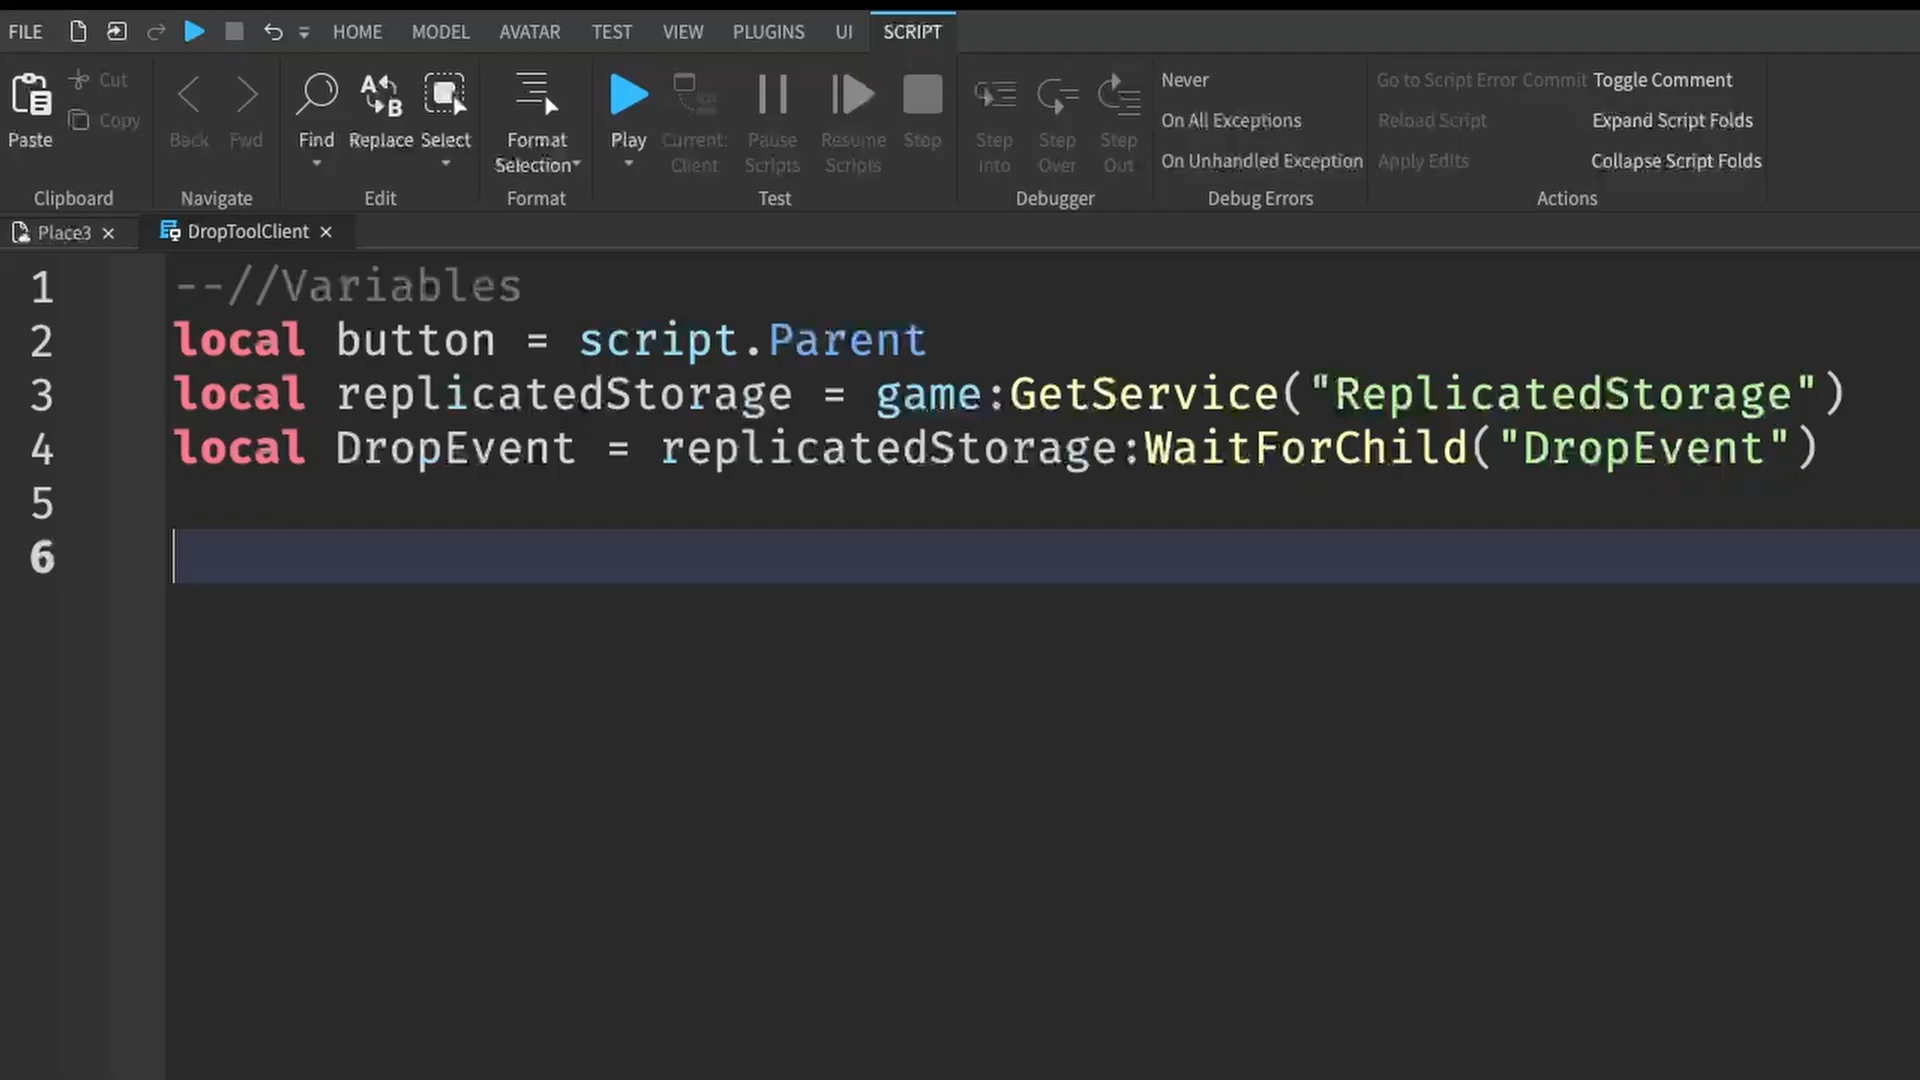 FILE HOME MODEL AVATAR TEST VIEW PLUGINS UI SCRIPT
Paste
Cut
Copy
Clipboard
Back Fwd
Navigate
Find Replace Select
Edit
Format
Selection
Format
Play
Current:
Client
Pause
Scripts
Resume
Scripts
Stop
Test
Step
Into
Step
Over
Step
Out
Debugger
Never
On All Exceptions
On Unhandled Exception
Debug Errors
Go to Script Error Commit
Reload Script
Apply Edits
Toggle Comment
Expand Script Folds
Collapse Script Folds
Actions
Place3 DropToolClient
1 --//Variables
2 local button = script.Parent
3 local replicatedStorage = game:GetService("ReplicatedStorage")
4 local DropEvent = replicatedStorage:WaitForChild("DropEvent")
5
6